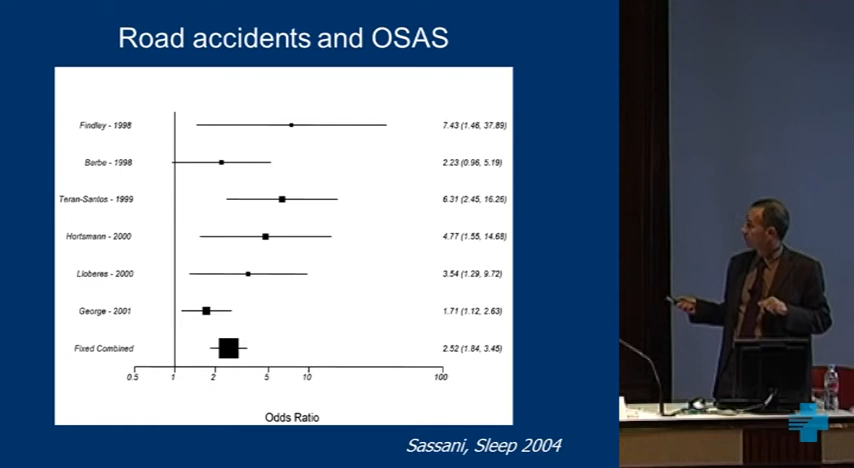 Road accidents and OSAS
Findley - 1998 7.43 (1.46, 37.89)
Barbe - 1998 2.23 (0.96, 5.19)
Teran-Santos - 1999 6.31 (2.45, 16.26)
Hortsmann - 2000 4.77 (1.55, 14.68)
Lloberes - 2000 3.54 (1.29, 9.72)
George - 2001 1.71 (1.12, 2.63)
Fixed Combined 2.52 (1.84, 3.45)
0.5 1 2 5 10 100
Odds Ratio
Sassani, Sleep 2004